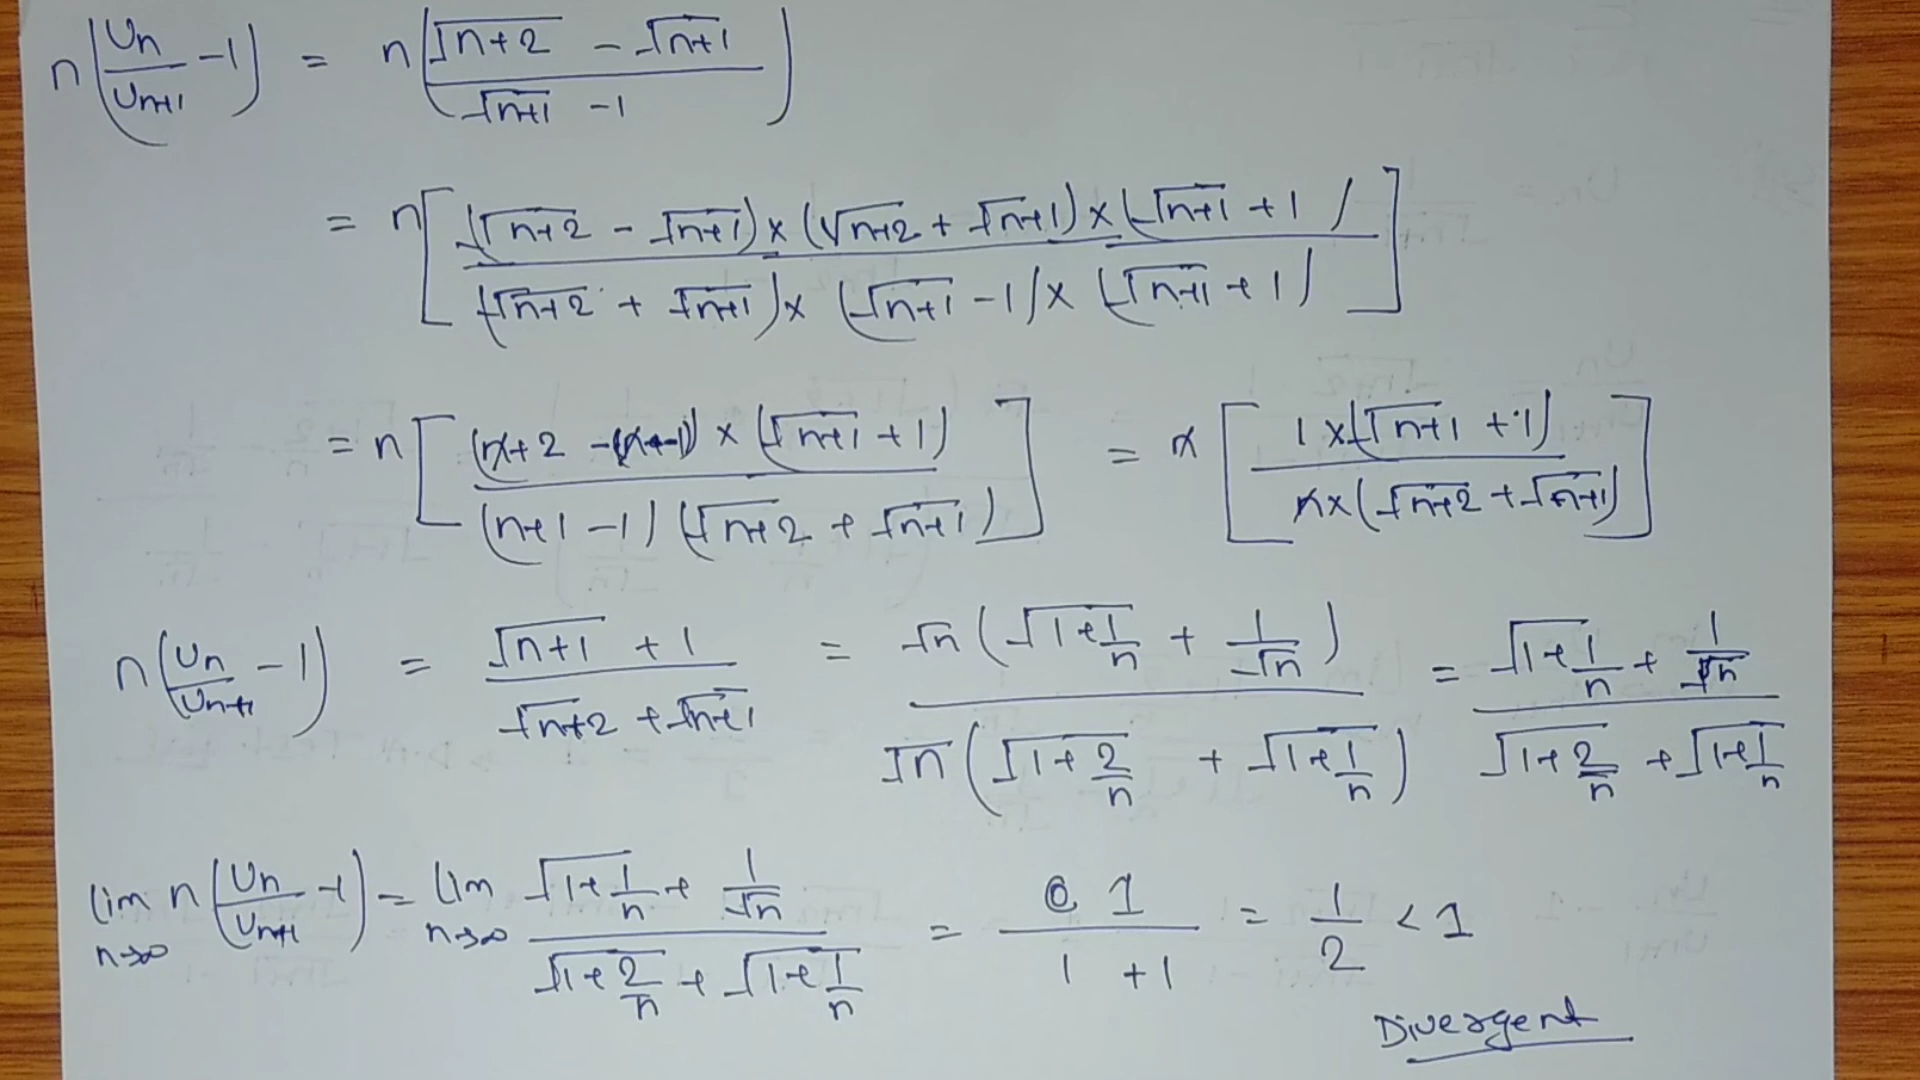 n(Un/Un+1 - 1) = n(√n+2 - √n+1 / √n+1 - 1)
= n[(√n+2 - √n+1) x (√n+2 + √n+1) x (√n+1 + 1) / (√n+2 + √n+1) x (√n+1 - 1) x (√n+1 + 1)]
= n[(n+2 - (n+1)) x (√n+1 + 1) / (n+1 - 1) (√n+2 + √n+1)] = n[1 x (√n+1 + 1) / n x (√n+2 + √n+1)]
n(Un/Un+1 - 1) = √n+1 + 1 / √n+2 + √n+1 = √n(√1+1/n + 1/√n) / √n(√1+2/n + √1+1/n) = √1+1/n + 1/√n / √1+2/n + √1+1/n
lim n→∞ n(Un/Un+1 - 1) = lim n→∞ √1+1/n + 1/√n / √1+2/n + √1+1/n = 1 / 1 + 1 = 1/2 < 1
Divergent